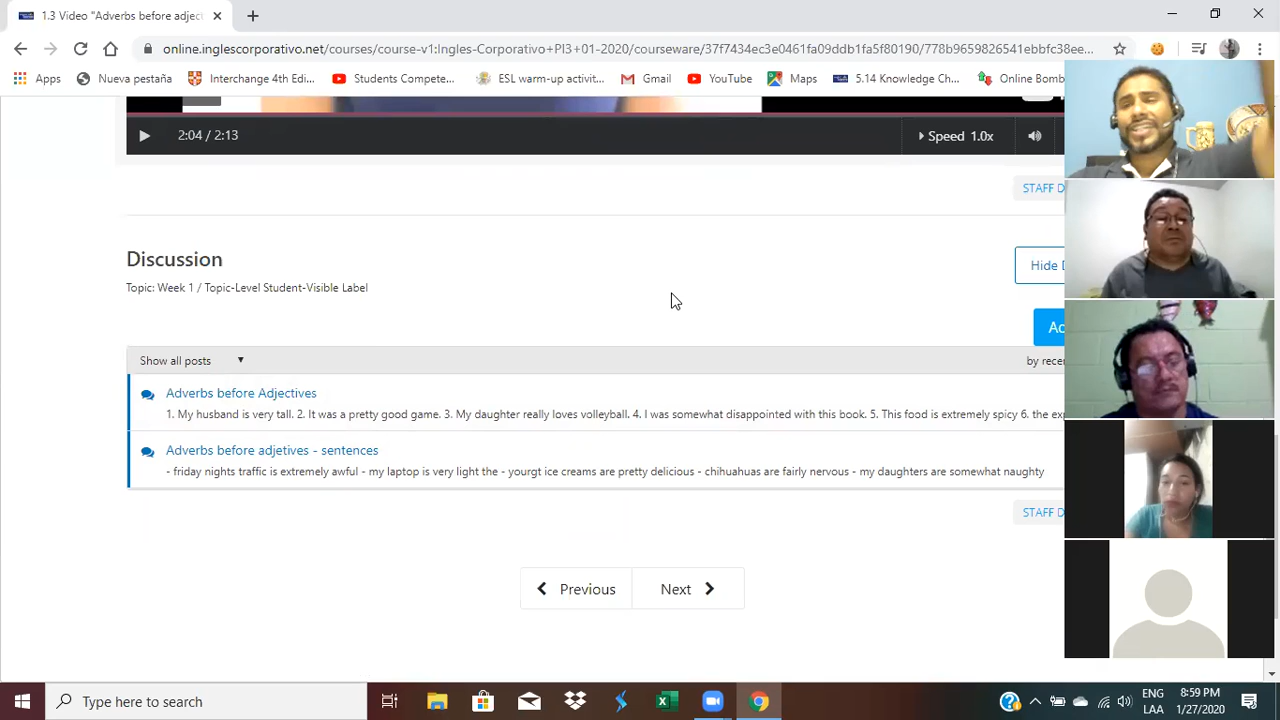 1.3 Video "Adverbs before adject
online.inglescorporativo.net/courses/course-v1:Ingles-Corporativo+PI3+01-2020/courseware/37f7434ec3e0461fa09ddb1fa5f80190/778b9659826541ebbfc38ee...
Apps
Nueva pestaña
Interchange 4th Edi...
Students Compete...
ESL warm-up activit...
Gmail
YouTube
Maps
5.14 Knowledge Ch...
Online Bomb
2:04 / 2:13
Speed 1.0x
STAFF D
Discussion
Hide D
Topic: Week 1 / Topic-Level Student-Visible Label
Show all posts
by recen
Adverbs before Adjectives
1. My husband is very tall. 2. It was a pretty good game. 3. My daughter really loves volleyball. 4. I was somewhat disappointed with this book. 5. This food is extremely spicy 6. the exp
Adverbs before adjetives - sentences
- friday nights traffic is extremely awful - my laptop is very light the - yourgt ice creams are pretty delicious - chihuahuas are fairly nervous - my daughters are somewhat naughty
STAFF D
Previous
Next
Type here to search
ENG
LAA
8:59 PM
1/27/2020